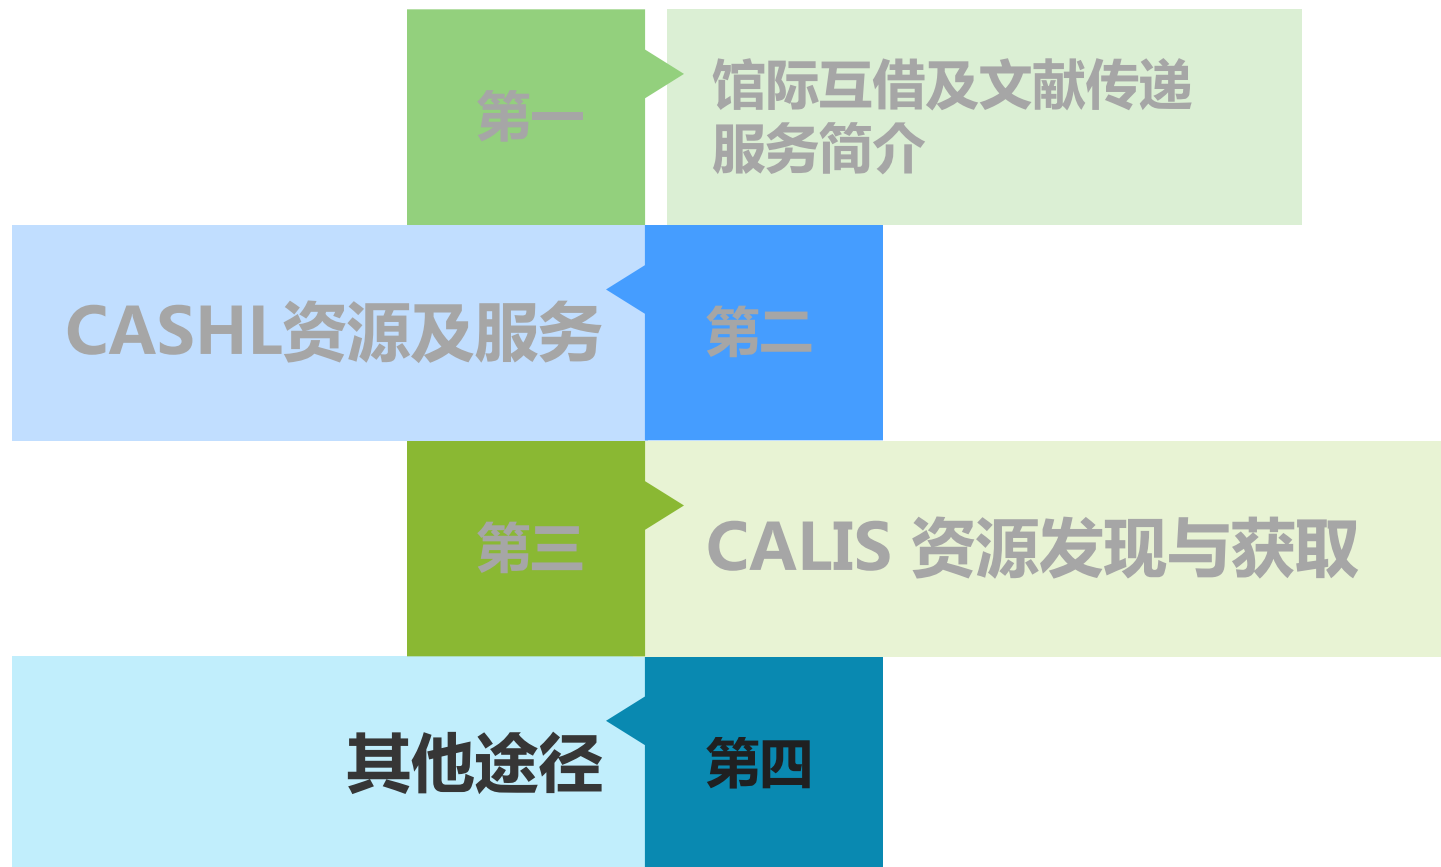 第一
馆际互借及文献传递
服务简介
CASHL资源及服务
第二
第三
CALIS 资源发现与获取
其他途径
第四